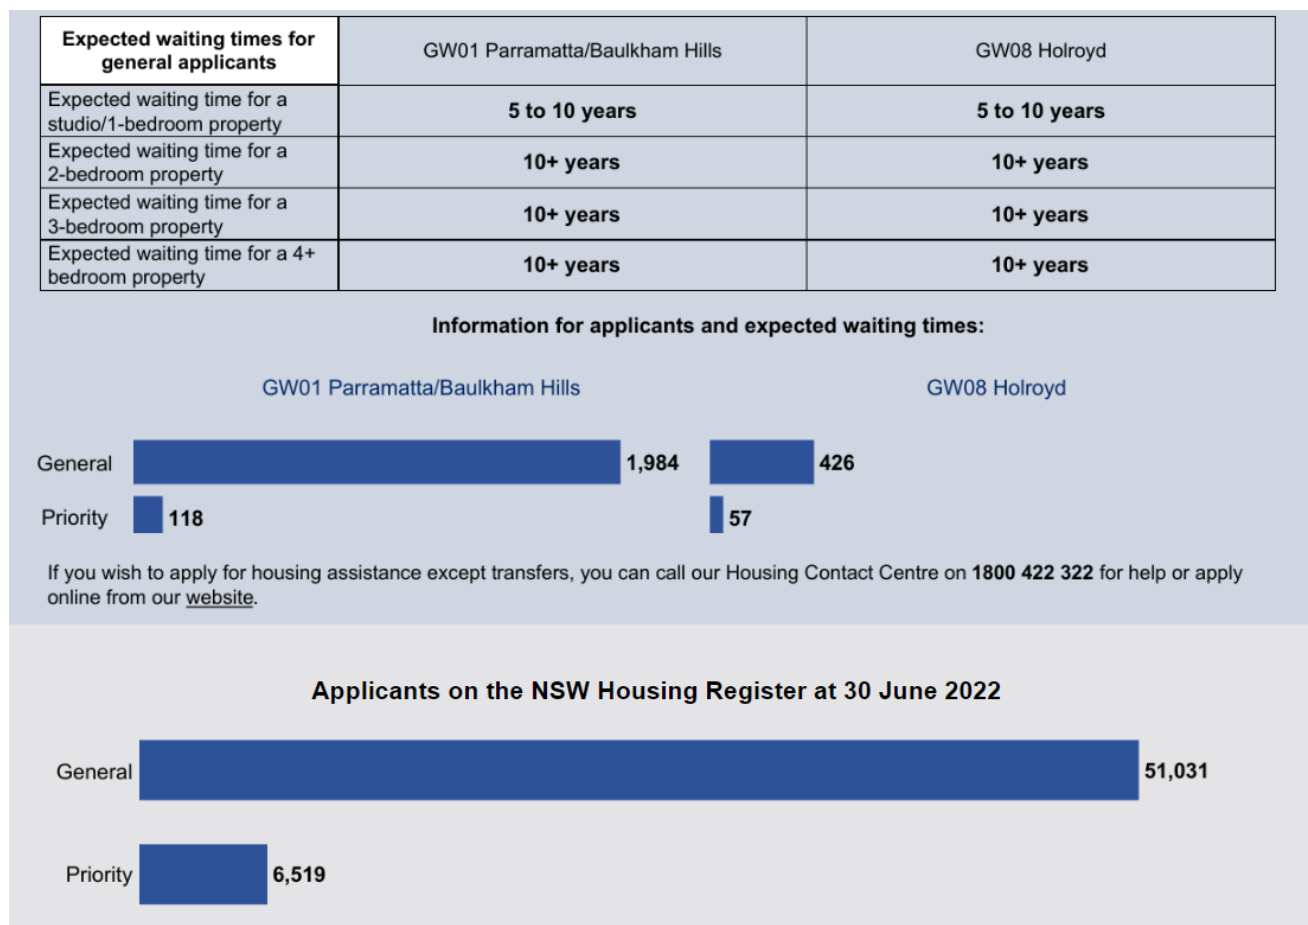 Expected waiting times for
general applicants
GW01 Parramatta/Baulkham Hills
GW08 Holroyd
Expected waiting time for a
studio/1-bedroom property
5 to 10 years
5 to 10 years
Expected waiting time for a
2-bedroom property
10+ years
10+ years
Expected waiting time for a
3-bedroom property
10+ years
10+ years
Expected waiting time for a 4+
bedroom property
10+ years
10+ years
Information for applicants and expected waiting times:
GW01 Parramatta/Baulkham Hills
GW08 Holroyd
General
1,984
426
Priority
118
57
If you wish to apply for housing assistance except transfers, you can call our Housing Contact Centre on 1800 422 322 for help or apply
online from our website.
Applicants on the NSW Housing Register at 30 June 2022
General
51,031
Priority
6,519